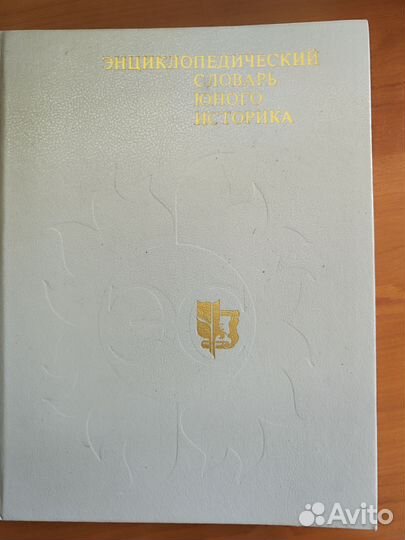 ЭНЦИКЛОПЕДИЧЕСКИЙ
СЛОВАРЬ
ЮНОГО
ИСТОРИКА
Avito